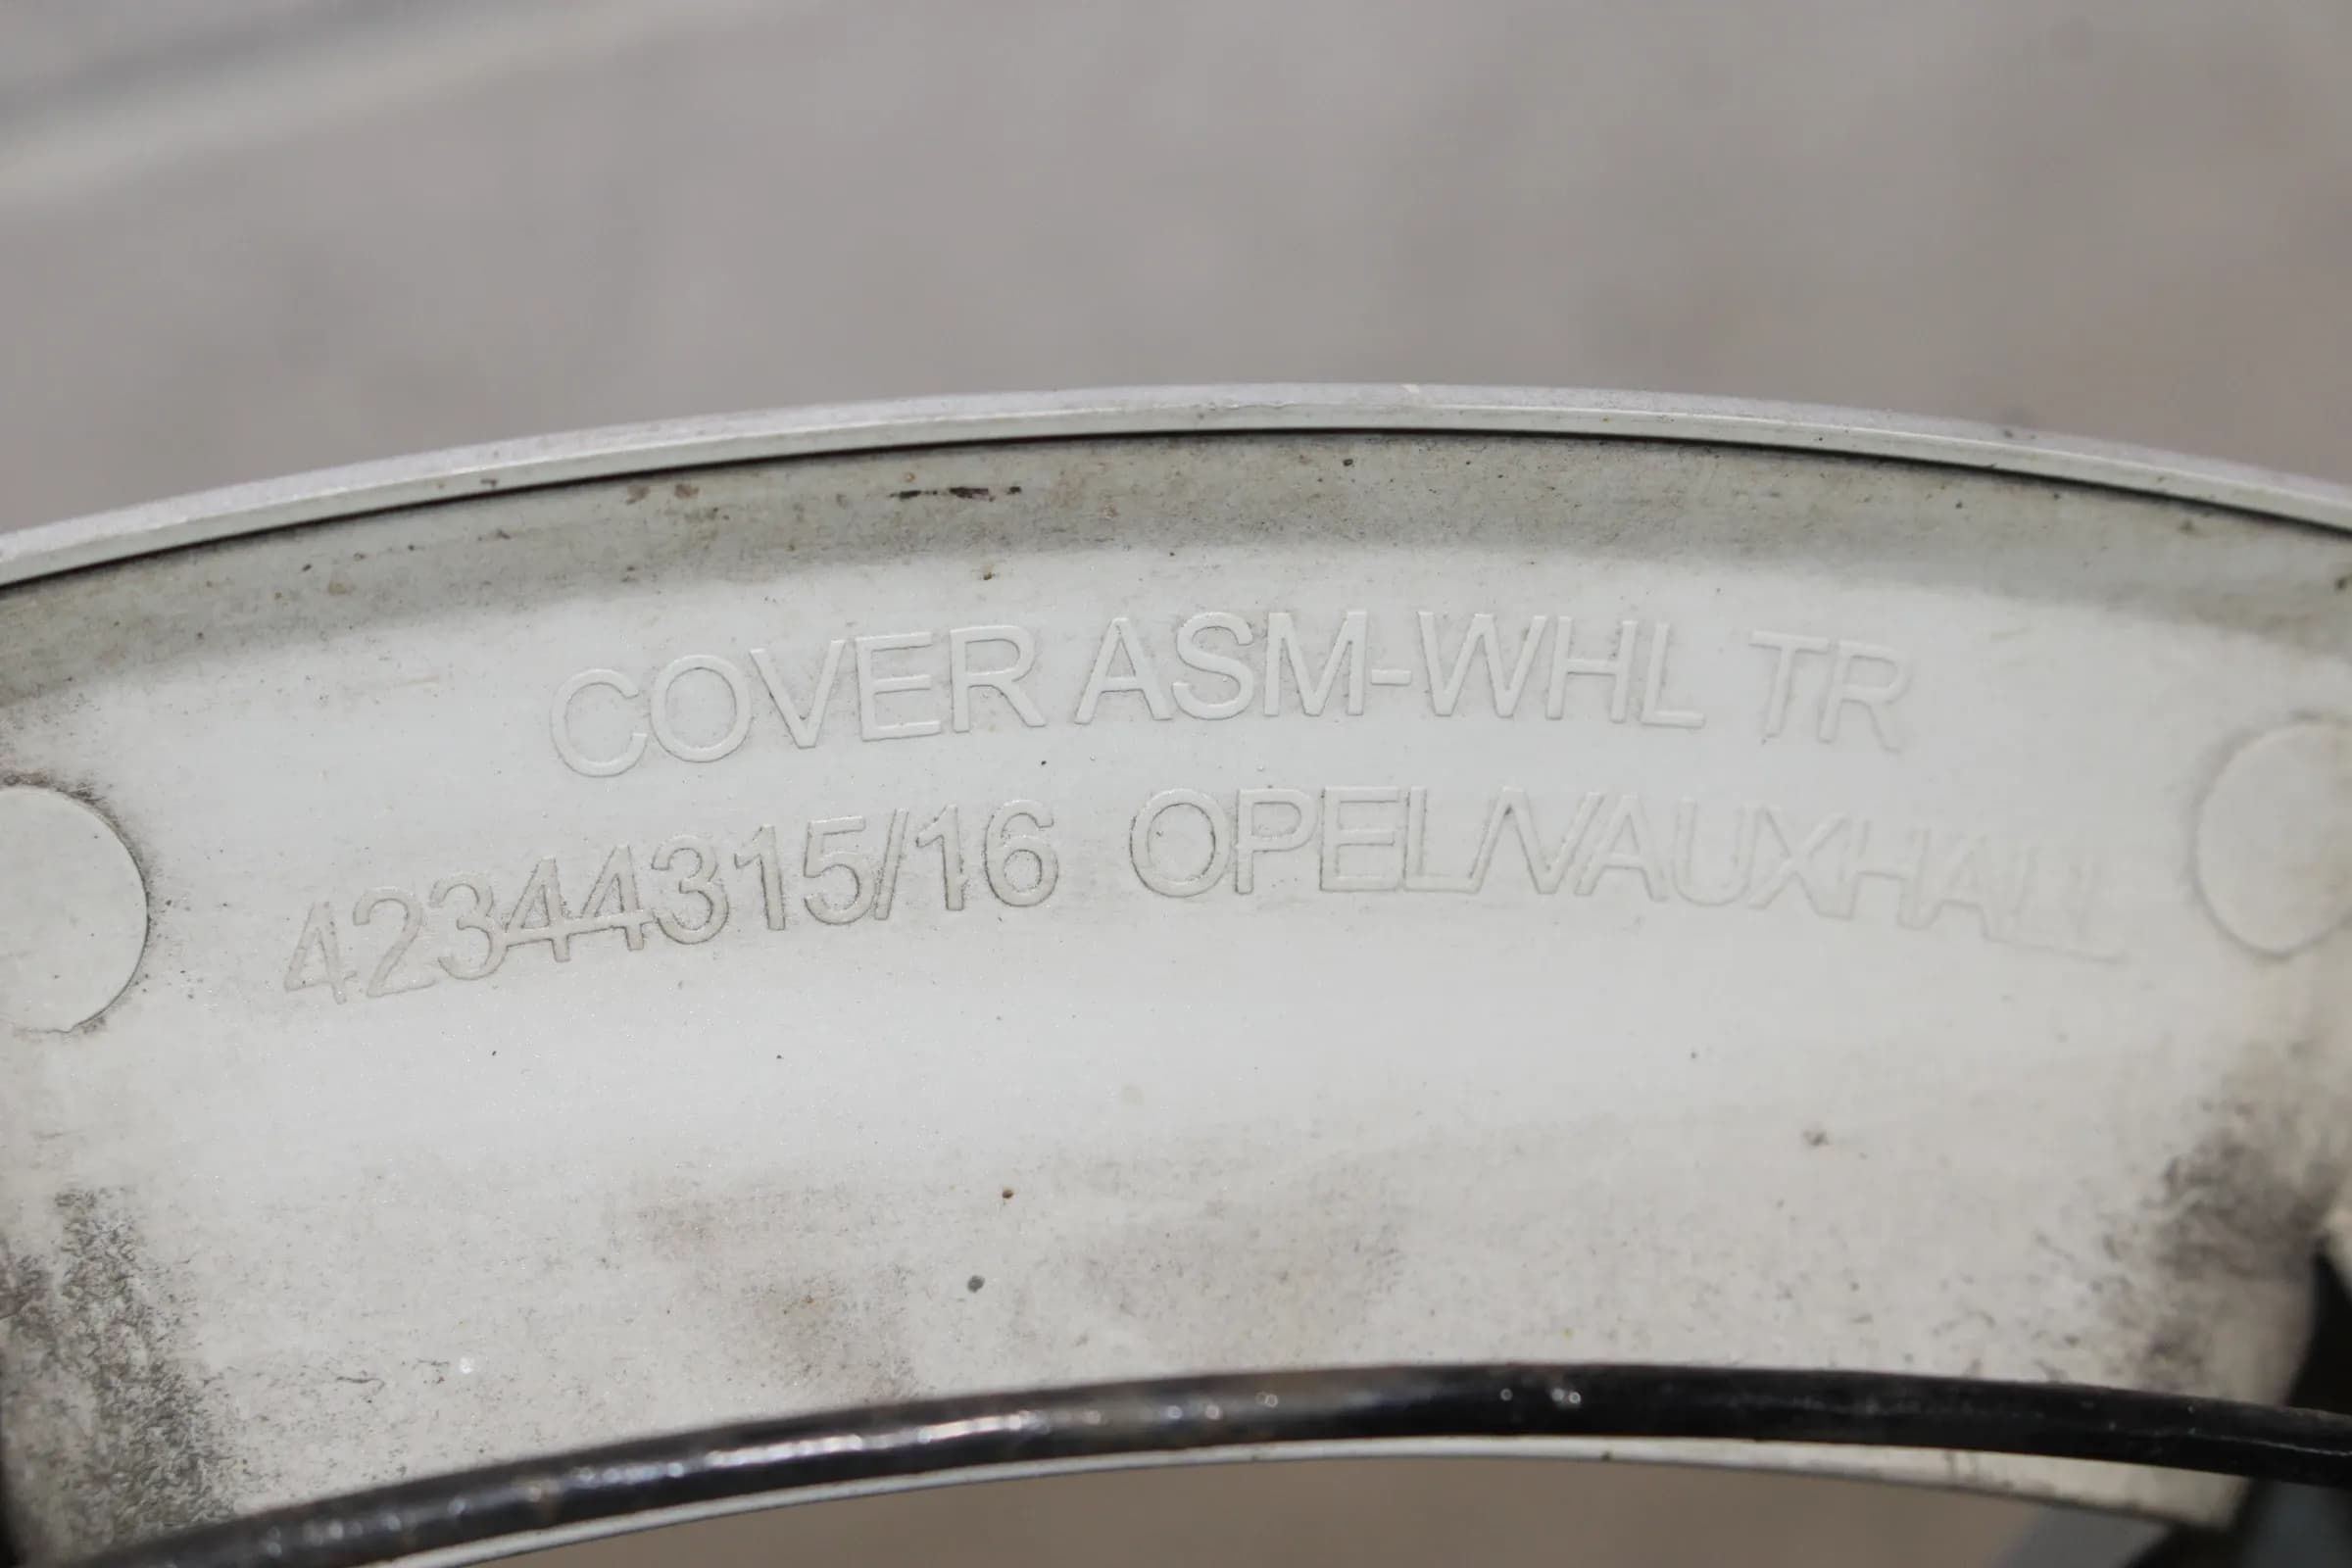 COVER ASM-WHL TR
42344315/16 OPEL/VAUXHALL